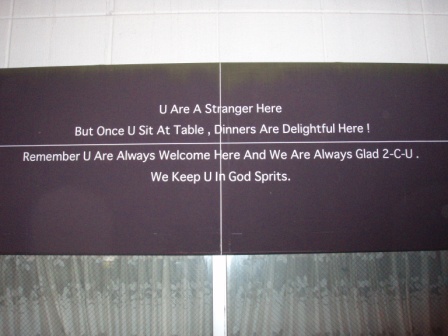 U Are A Stranger Here
But Once U Sit At Table , Dinners Are Delightful Here !
Remember U Are Always Welcome Here And We Are Always Glad 2-C-U .
We Keep U In God Sprits.